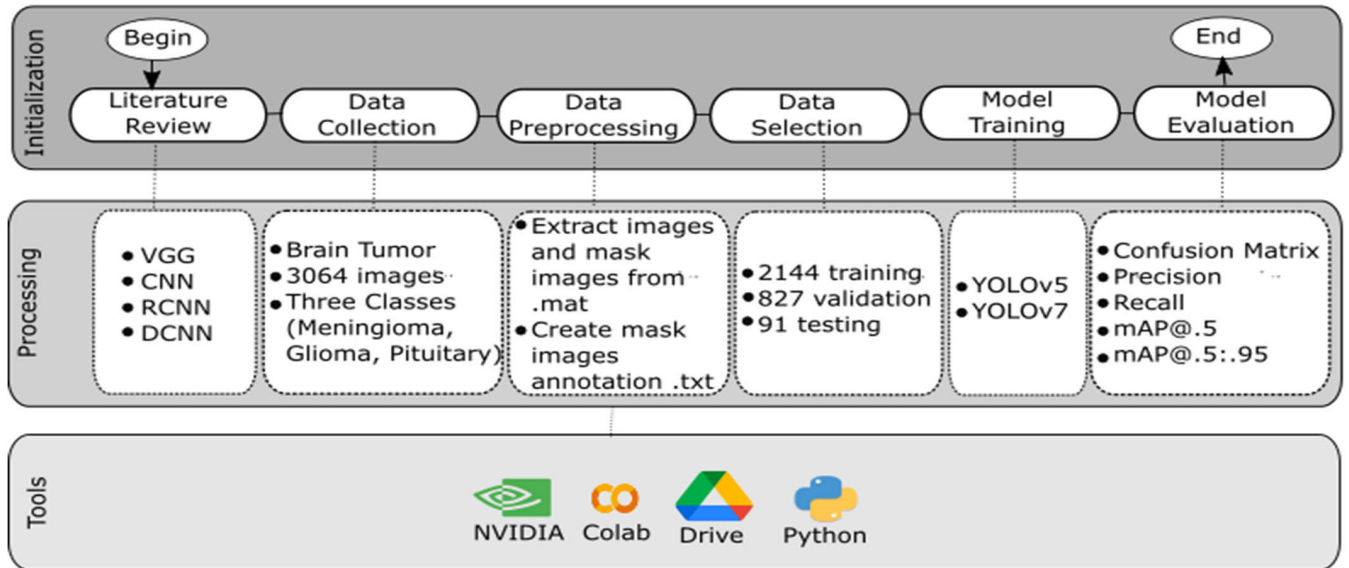 Initialization
Begin
End
Literature
Review
Data
Collection
Data
Preprocessing
Data
Selection
Model
Training
Model
Evaluation
Processing
• VGG
• CNN
• RCNN
• DCNN
• Brain Tumor
• 3064 images
• Three Classes
(Meningioma,
Glioma, Pituitary)
• Extract images
and mask
images from
.mat
• Create mask
images
annotation .txt
• 2144 training
• 827 validation
• 91 testing
• YOLOv5
• YOLOv7
• Confusion Matrix
• Precision
• Recall
• mAP@.5
• mAP@.5:.95
Tools
NVIDIA
Colab
Drive
Python